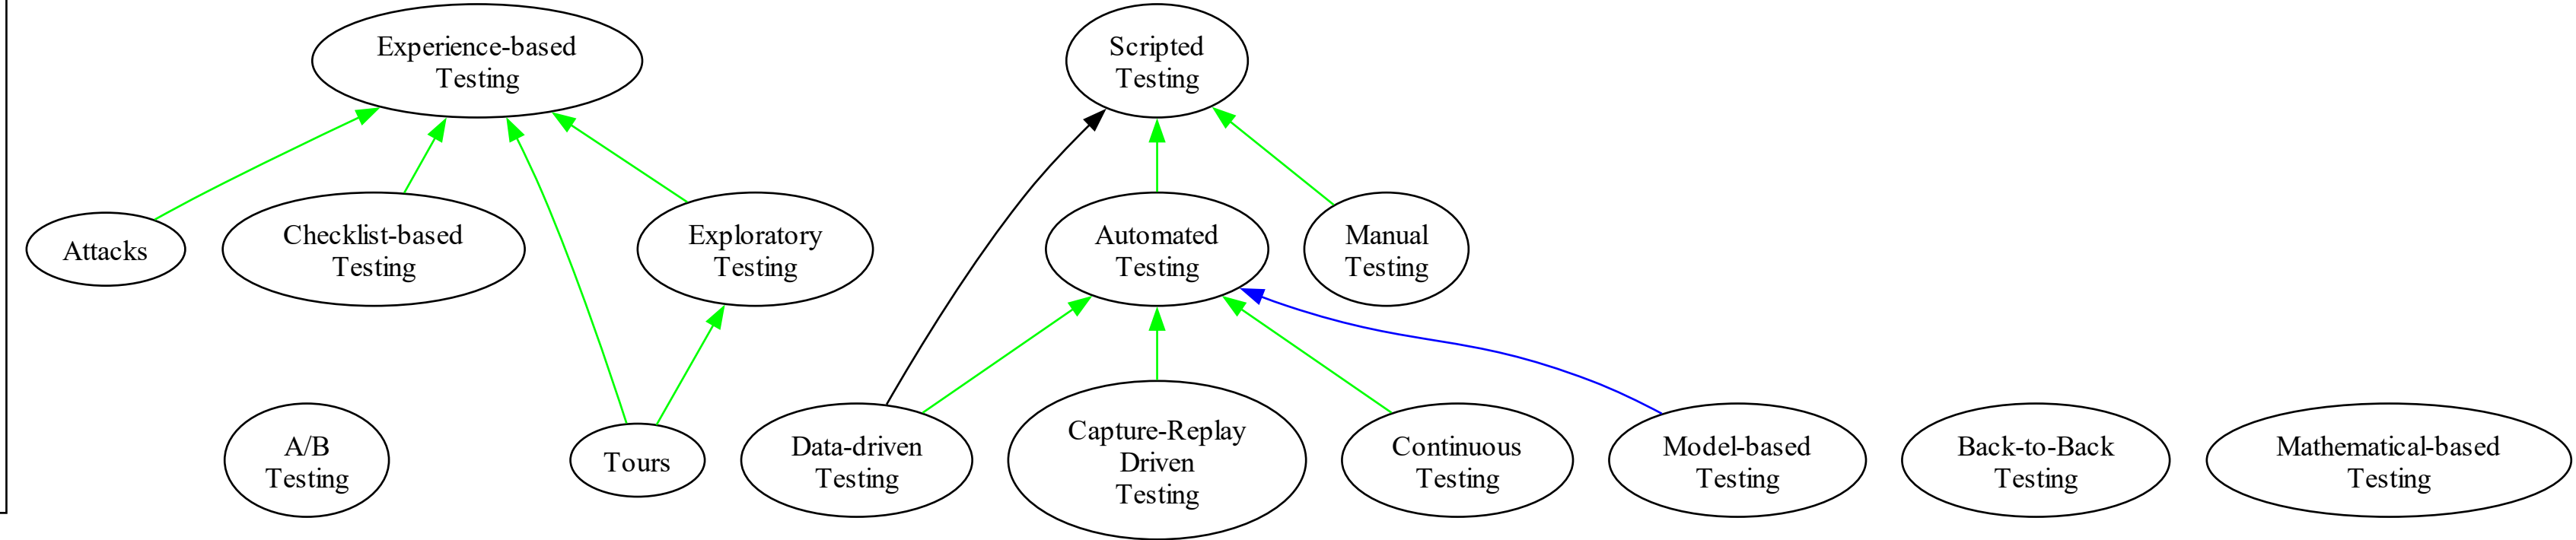 Experience-based
Testing
Scripted
Testing
Attacks
Checklist-based
Testing
Exploratory
Testing
Automated
Testing
Manual
Testing
A/B
Testing
Tours
Data-driven
Testing
Capture-Replay
Driven
Testing
Continuous
Testing
Model-based
Testing
Back-to-Back
Testing
Mathematical-based
Testing